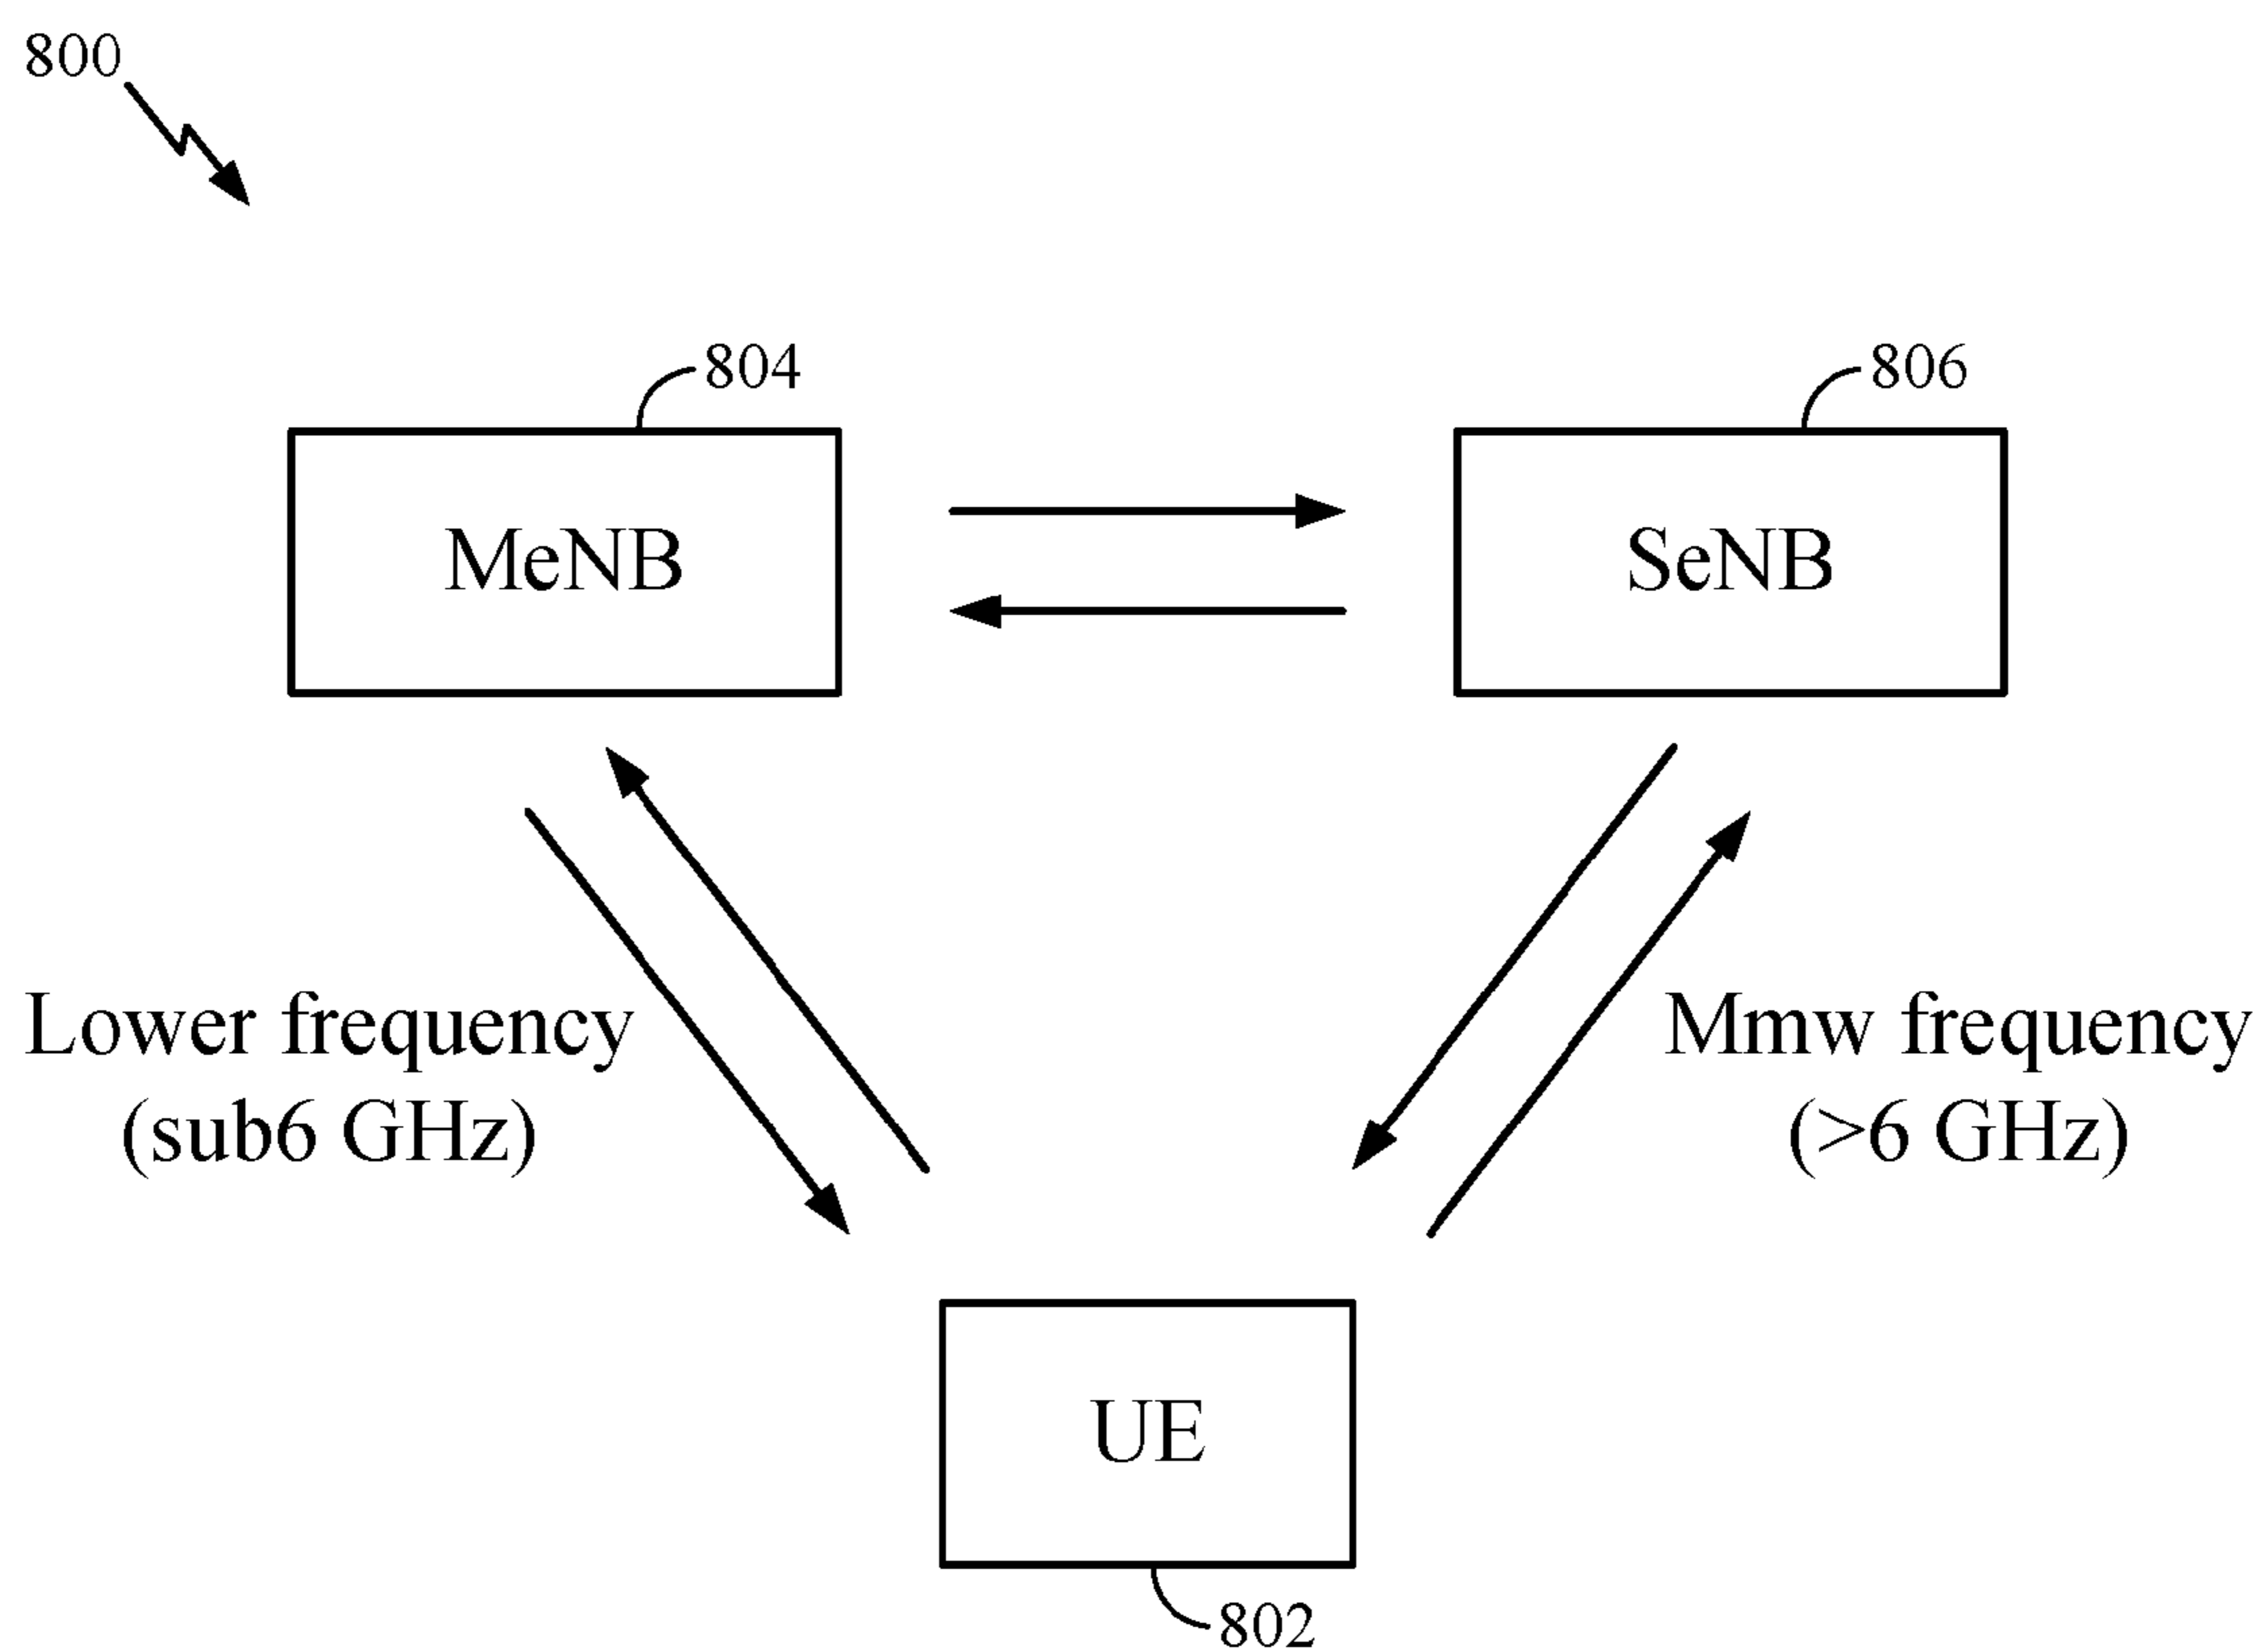 800
804
806
MeNB
SeNB
Lower frequency
(sub6 GHz)
Mmw frequency
(>6 GHz)
UE
802